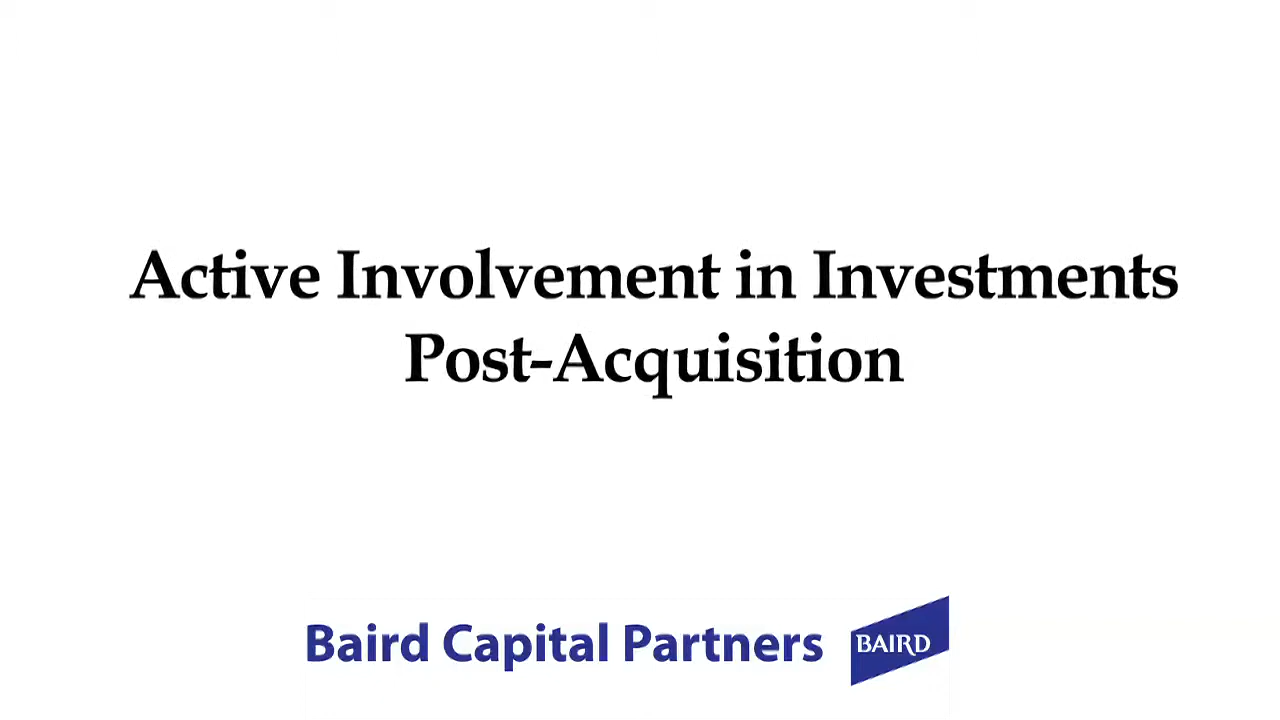 Active Involvement in Investments
Post-Acquisition
Baird Capital Partners
BAIRD